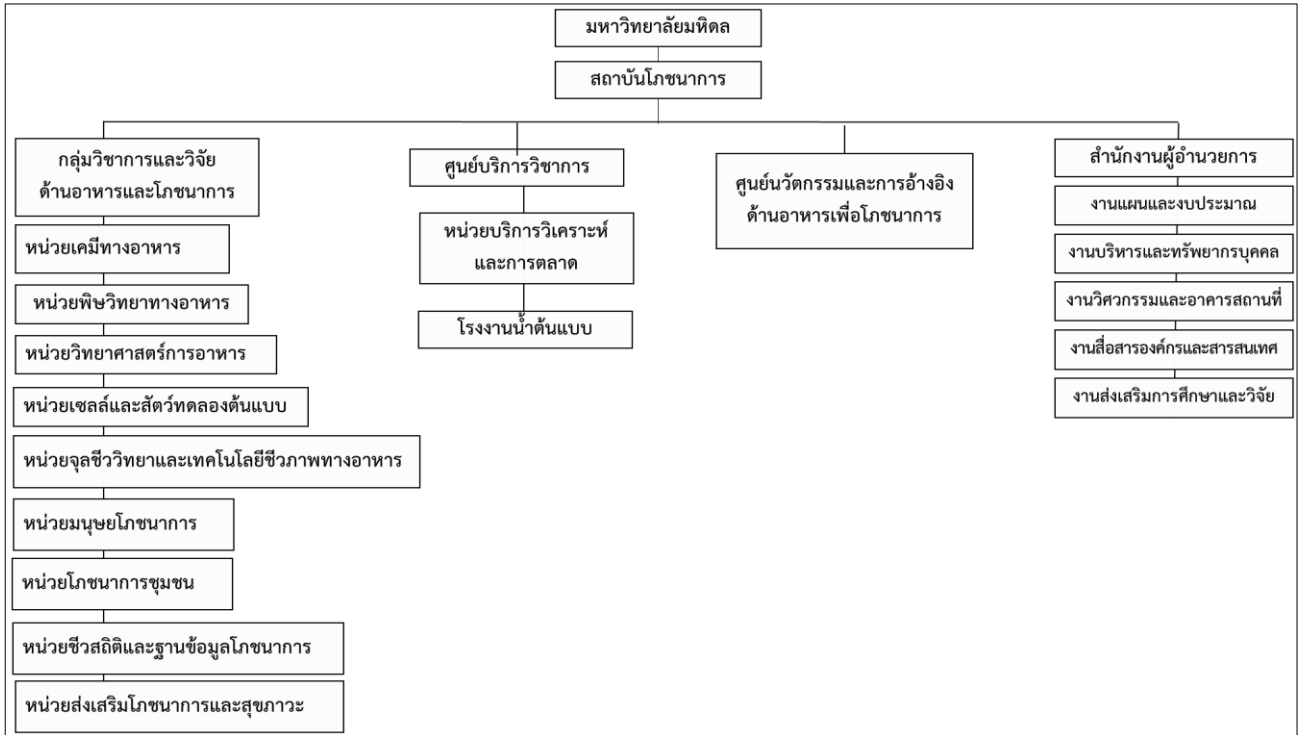 มหาวิทยาลัยมหิดล
สถาบันโภชนาการ
กลุ่มวิชาการและวิจัย
ด้านอาหารและโภชนาการ
หน่วยเคมีทางอาหาร
หน่วยพิษวิทยาทางอาหาร
หน่วยวิทยาศาสตร์การอาหาร
หน่วยเซลล์และสัตว์ทดลองต้นแบบ
หน่วยจุลชีววิทยาและเทคโนโลยีชีวภาพทางอาหาร
หน่วยมนุษยโภชนาการ
หน่วยโภชนาการชุมชน
หน่วยชีวสถิติและฐานข้อมูลโภชนาการ
หน่วยส่งเสริมโภชนาการและสุขภาวะ
ศูนย์บริการวิชาการ
หน่วยบริการวิเคราะห์
และการตลาด
โรงงานน้ำต้นแบบ
ศูนย์นวัตกรรมและการอ้างอิง
ด้านอาหารเพื่อโภชนาการ
สำนักงานผู้อำนวยการ
งานแผนและงบประมาณ
งานบริหารและทรัพยากรบุคคล
งานวิศวกรรมและอาคารสถานที่
งานสื่อสารองค์กรและสารสนเทศ
งานส่งเสริมการศึกษาและวิจัย